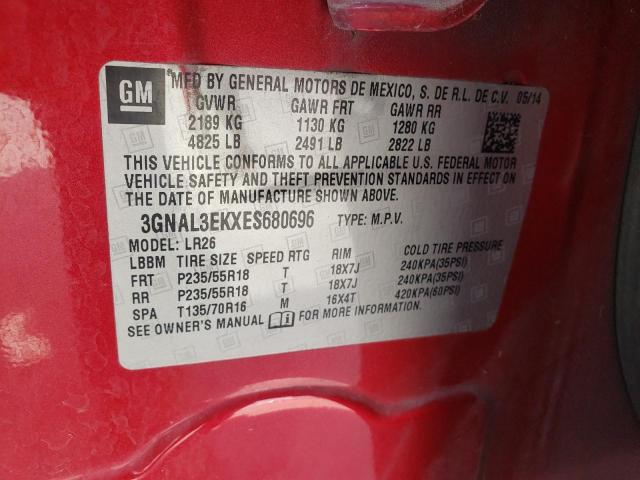 GM
MFD BY GENERAL MOTORS DE MEXICO, S. DE R.L. DE C.V. 05/14
GVWR GAWR FRT GAWR RR
2189 KG 1130 KG 1280 KG
4825 LB 2491 LB 2822 LB
THIS VEHICLE CONFORMS TO ALL APPLICABLE U.S. FEDERAL MOTOR
VEHICLE SAFETY AND THEFT PREVENTION STANDARDS IN EFFECT ON
THE DATE OF MANUFACTURE SHOWN ABOVE.
3GNAL3EKXES680696 TYPE: M.P.V.
MODEL: LR26
LBBM TIRE SIZE SPEED RTG RIM COLD TIRE PRESSURE
FRT P235/55R18 T 18X7J 240KPA(35PSI)
RR P235/55R18 T 18X7J 240KPA(35PSI)
SPA T135/70R16 M 16X4T 420KPA(60PSI)
SEE OWNER'S MANUAL FOR MORE INFORMATION.